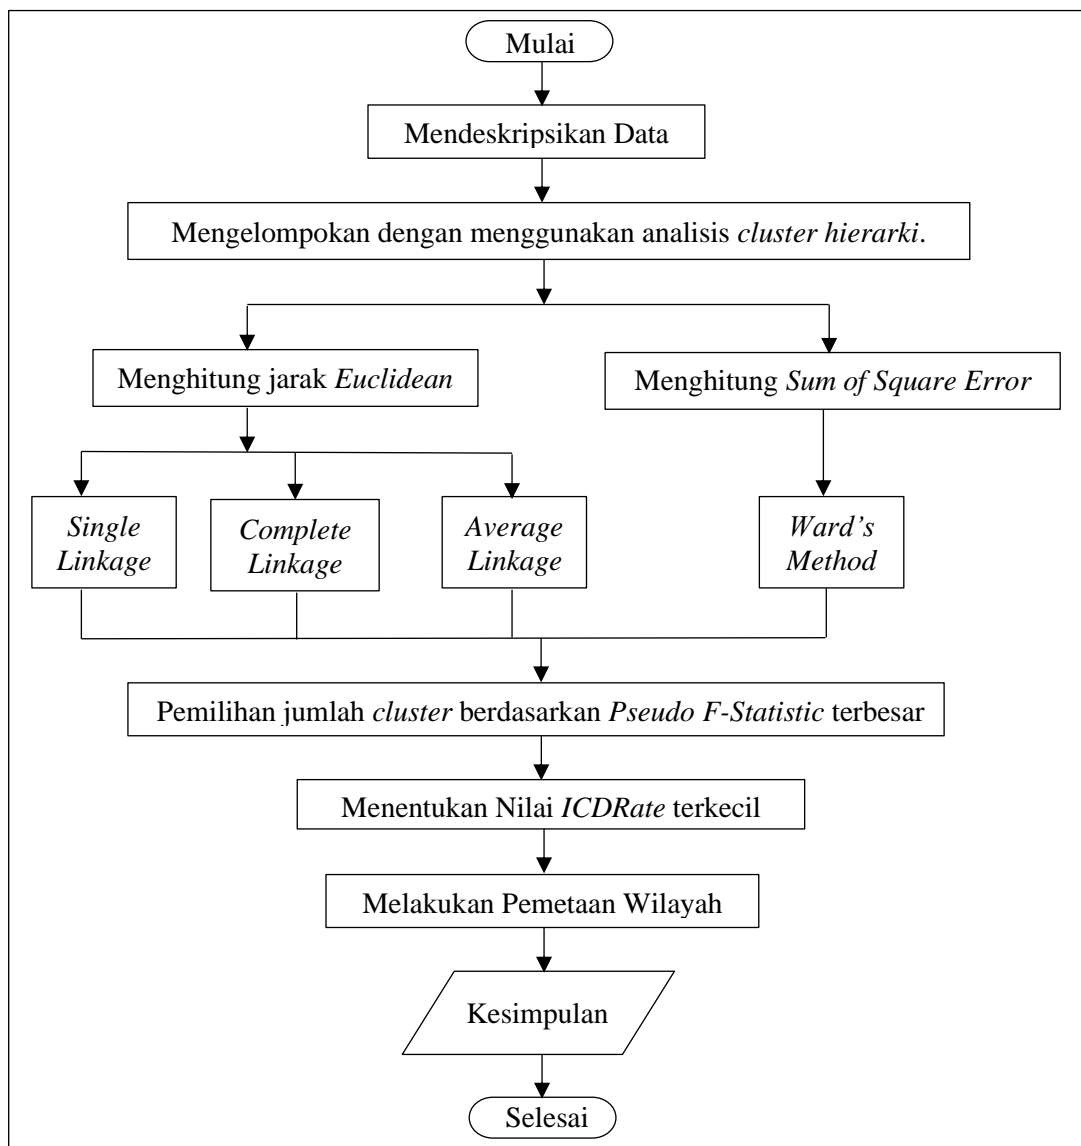 Mulai
Mendeskripsikan Data
Mengelompokan dengan menggunakan analisis cluster hierarki.
Menghitung jarak Euclidean
Menghitung Sum of Square Error
Single
Linkage
Complete
Linkage
Average
Linkage
Ward's
Method
Pemilihan jumlah cluster berdasarkan Pseudo F-Statistic terbesar
Menentukan Nilai ICDRate terkecil
Melakukan Pemetaan Wilayah
Kesimpulan
Selesai